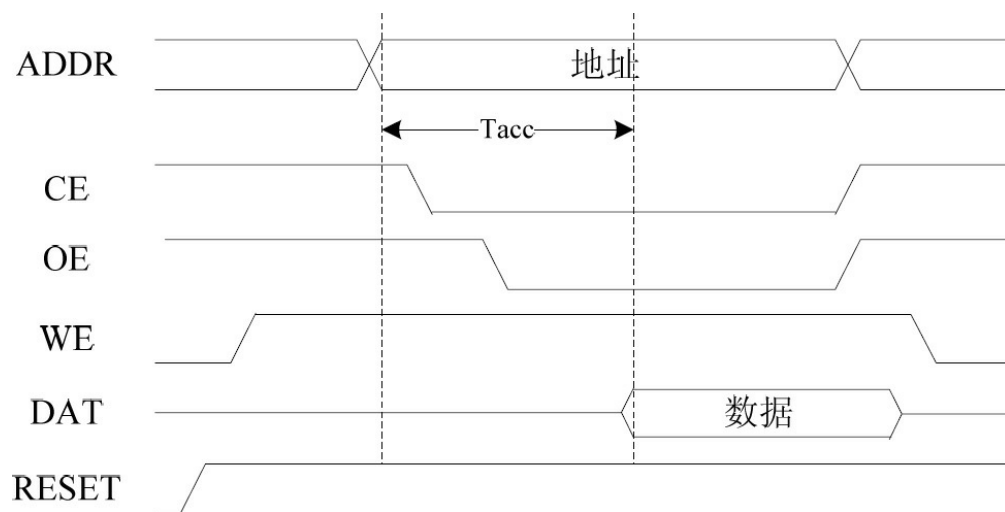 ADDR 地址
Tacc
CE
OE
WE
DAT 数据
RESET